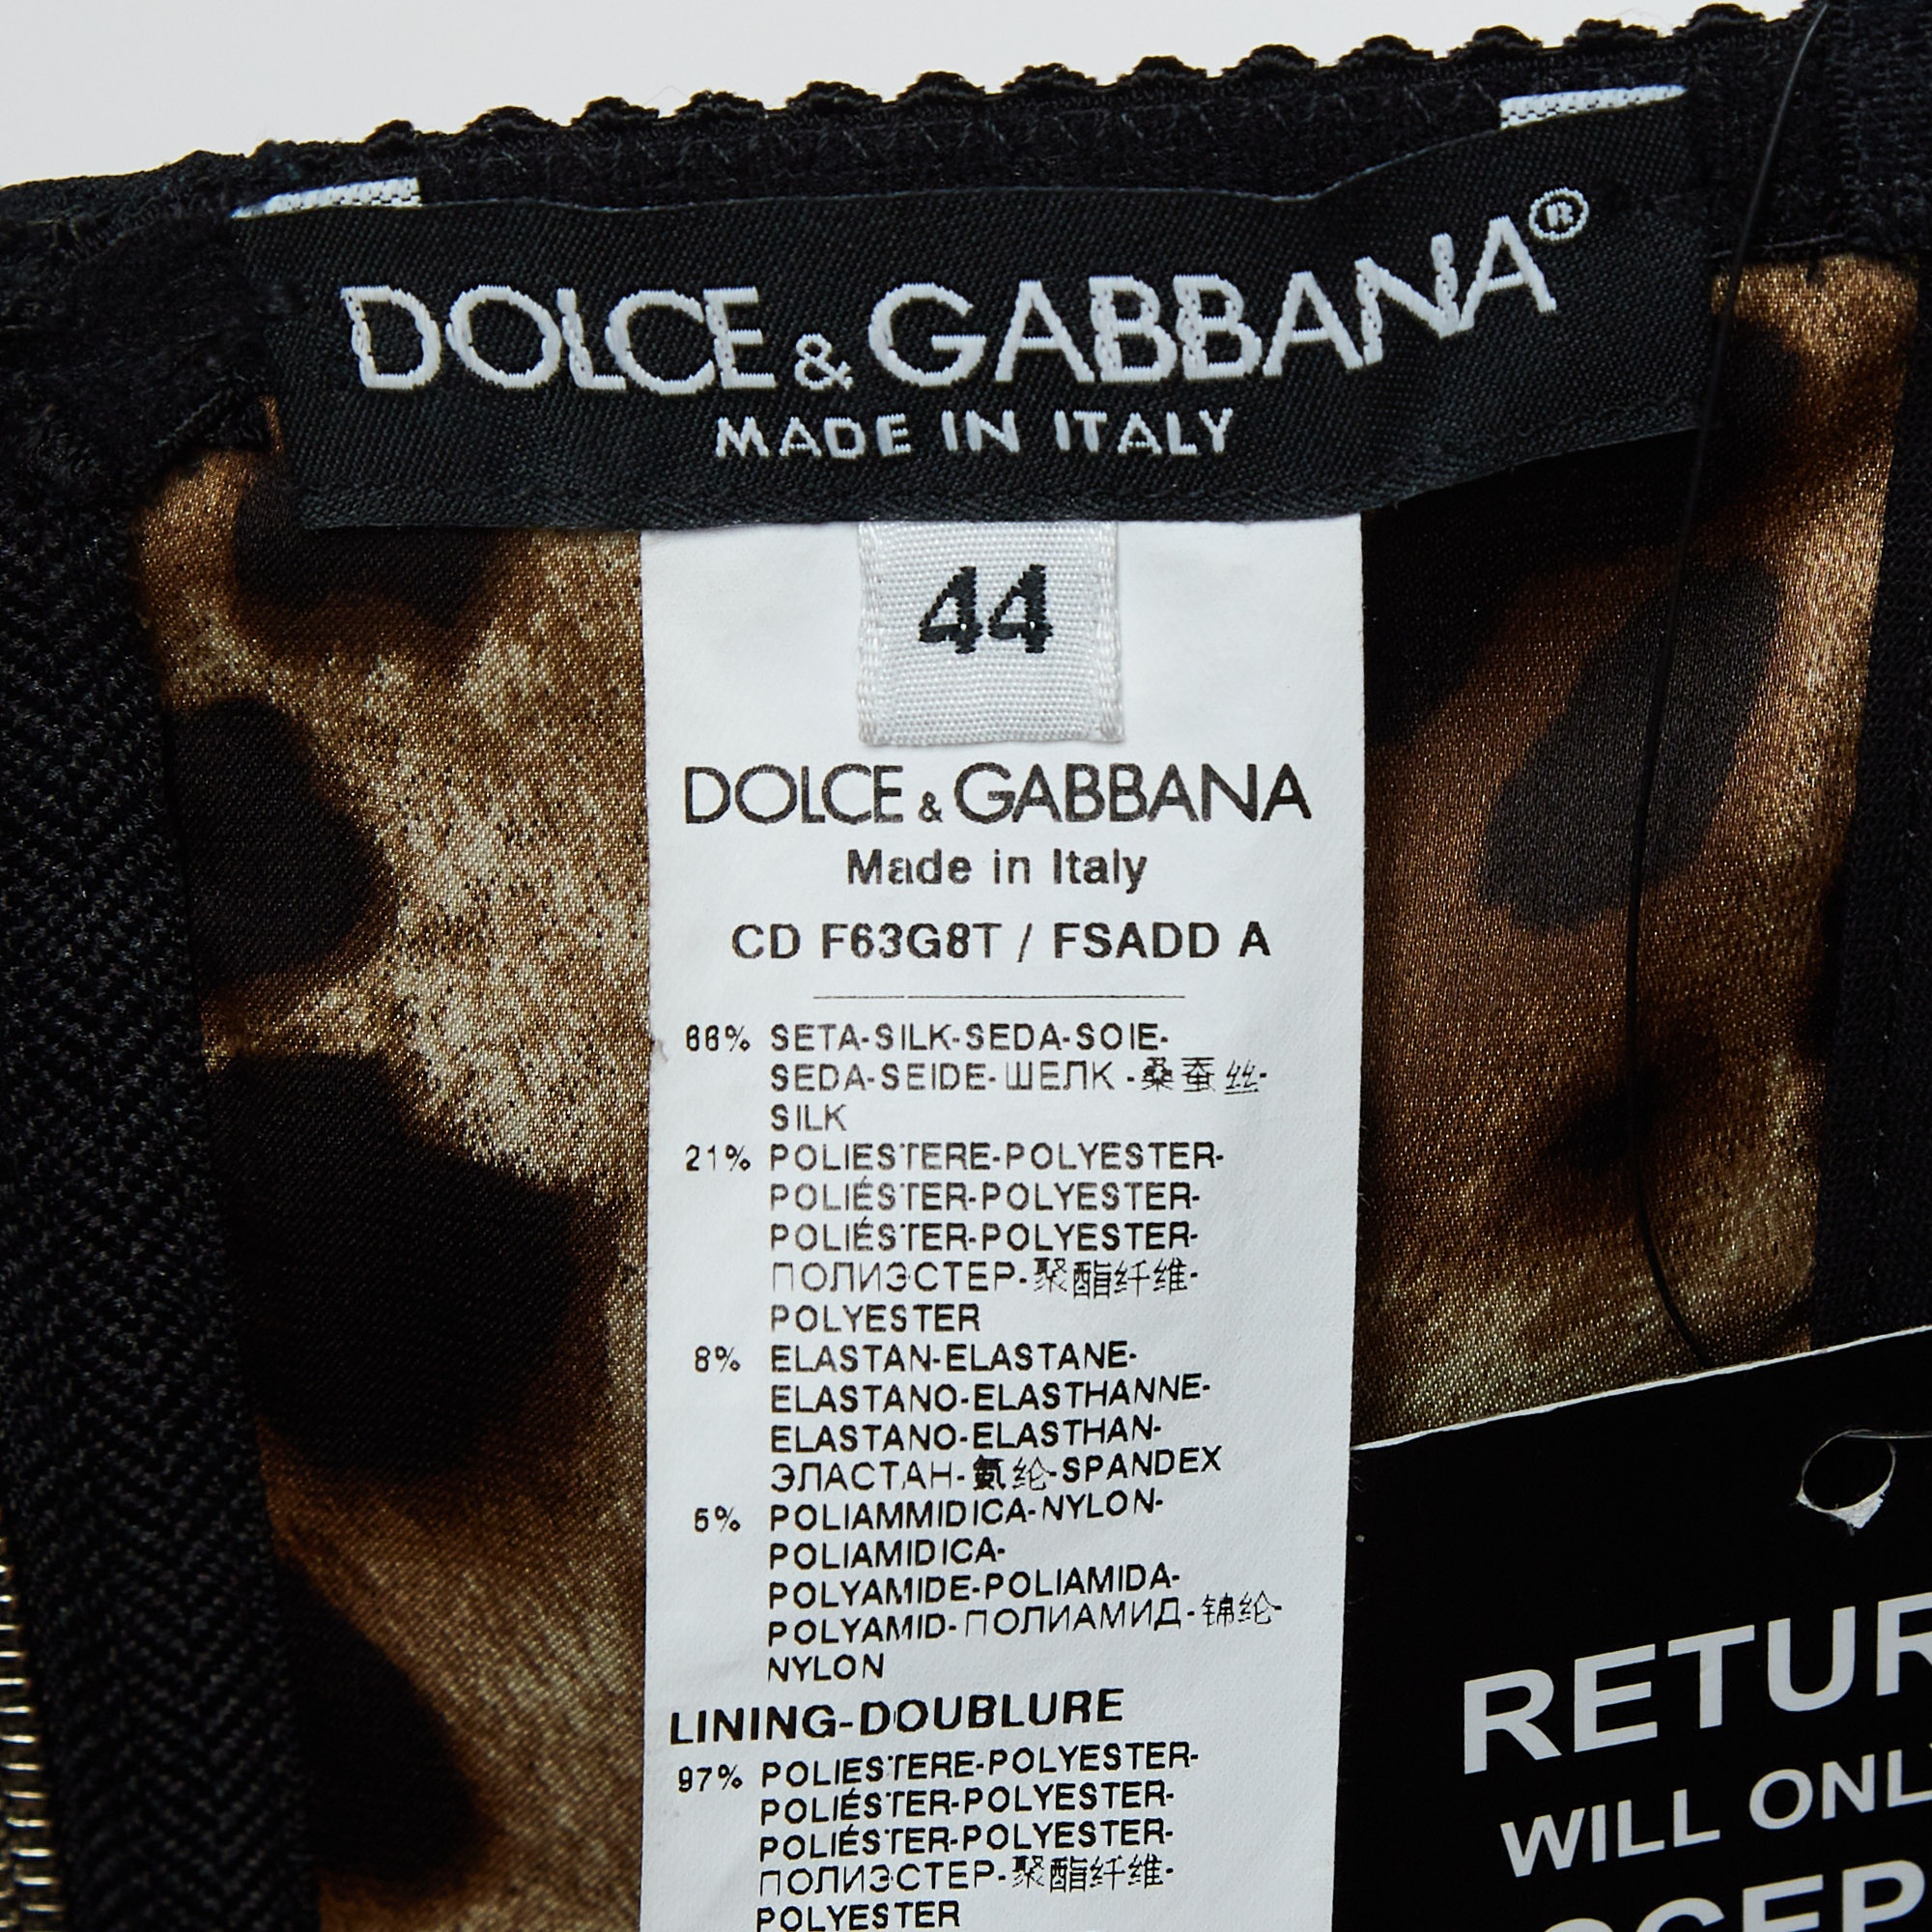 DOLCE & GABBANA®
MADE IN ITALY
44
DOLCE & GABBANA
Made in Italy
CD F63G8T / FSADD A
66% SETA-SILK-SEDA-SOIE-
SEDA-SEIDE-ШЕЛК-桑蚕丝-
SILK
21% POLIESTERE-POLYESTER-
POLIÉSTER-POLYESTER-
POLIÉSTER-POLYESTER-
ПОЛИЭСТЕР-聚酯纤维-
POLYESTER
8% ELASTAN-ELASTANE-
ELASTANO-ELASTHANNE-
ELASTANO-ELASTHAN-
ЭЛАСТАН-氨纶-SPANDEX
5% POLIAMMIDICA-NYLON-
POLIAMIDICA-
POLYAMIDE-POLIAMIDA-
POLYAMID-ПОЛИАМИД-锦纶-
NYLON
LINING-DOUBLURE
97% POLIESTERE-POLYESTER-
POLIÉSTER-POLYESTER-
POLIÉSTER-POLYESTER-
ПОЛИЭСТЕР-聚酯纤维-
POLYESTER
RETUR
WILL ONL